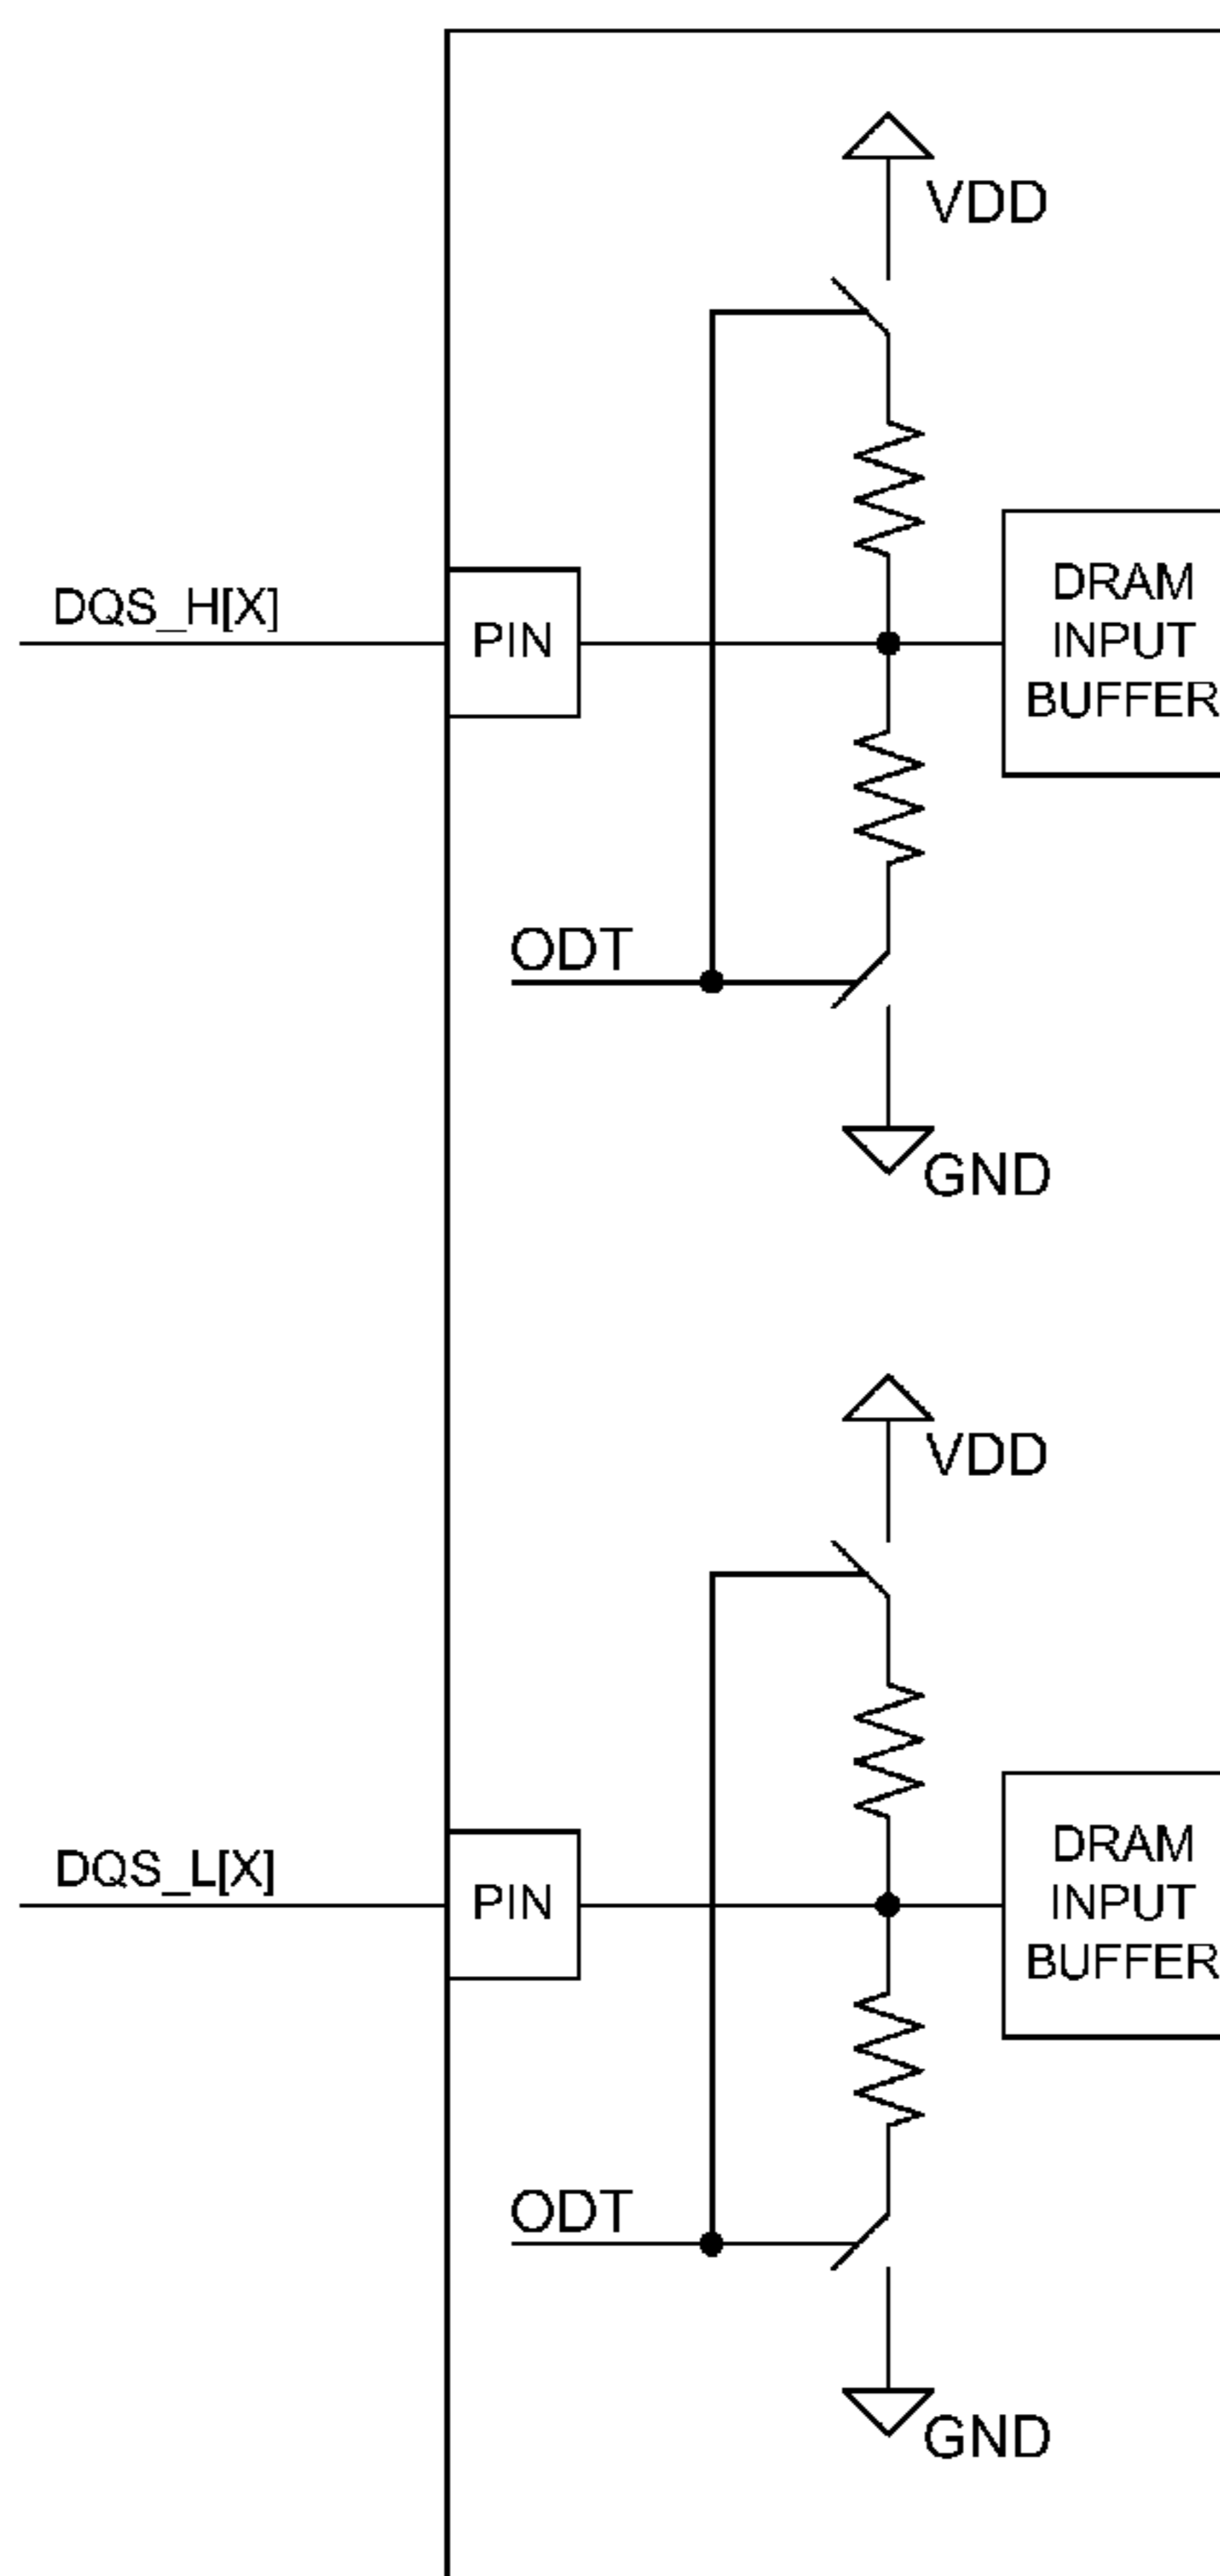 VDD
DQS_H[X]
PIN
DRAM
INPUT
BUFFER
ODT
GND
VDD
DQS_L[X]
PIN
DRAM
INPUT
BUFFER
ODT
GND